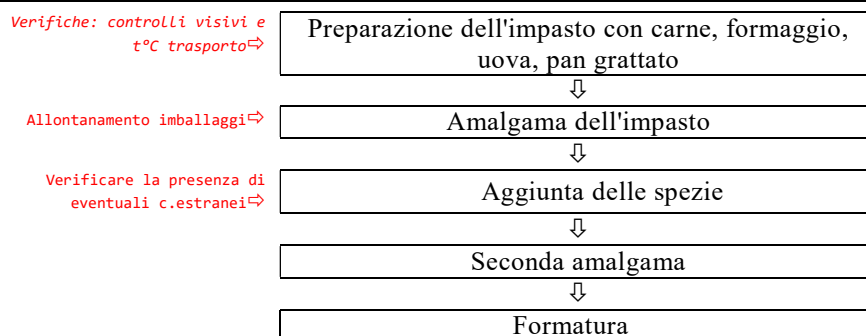 Verifiche: controlli visivi e
t°C trasporto⇨
Preparazione dell'impasto con carne, formaggio,
uova, pan grattato
⇩
Allontanamento imballaggi⇨
Amalgama dell'impasto
⇩
Verificare la presenza di
eventuali c.estranei⇨
Aggiunta delle spezie
⇩
Seconda amalgama
⇩
Formatura